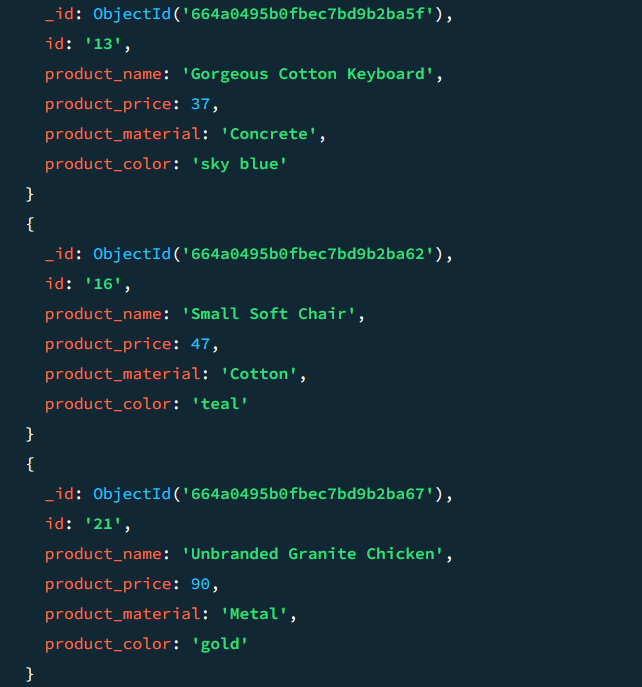 _id: ObjectId('664a0495b0fbec7bd9b2ba5f'),
id: '13',
product_name: 'Gorgeous Cotton Keyboard',
product_price: 37,
product_material: 'Concrete',
product_color: 'sky blue'
}
{
_id: ObjectId('664a0495b0fbec7bd9b2ba62'),
id: '16',
product_name: 'Small Soft Chair',
product_price: 47,
product_material: 'Cotton',
product_color: 'teal'
}
{
_id: ObjectId('664a0495b0fbec7bd9b2ba67'),
id: '21',
product_name: 'Unbranded Granite Chicken',
product_price: 90,
product_material: 'Metal',
product_color: 'gold'
}